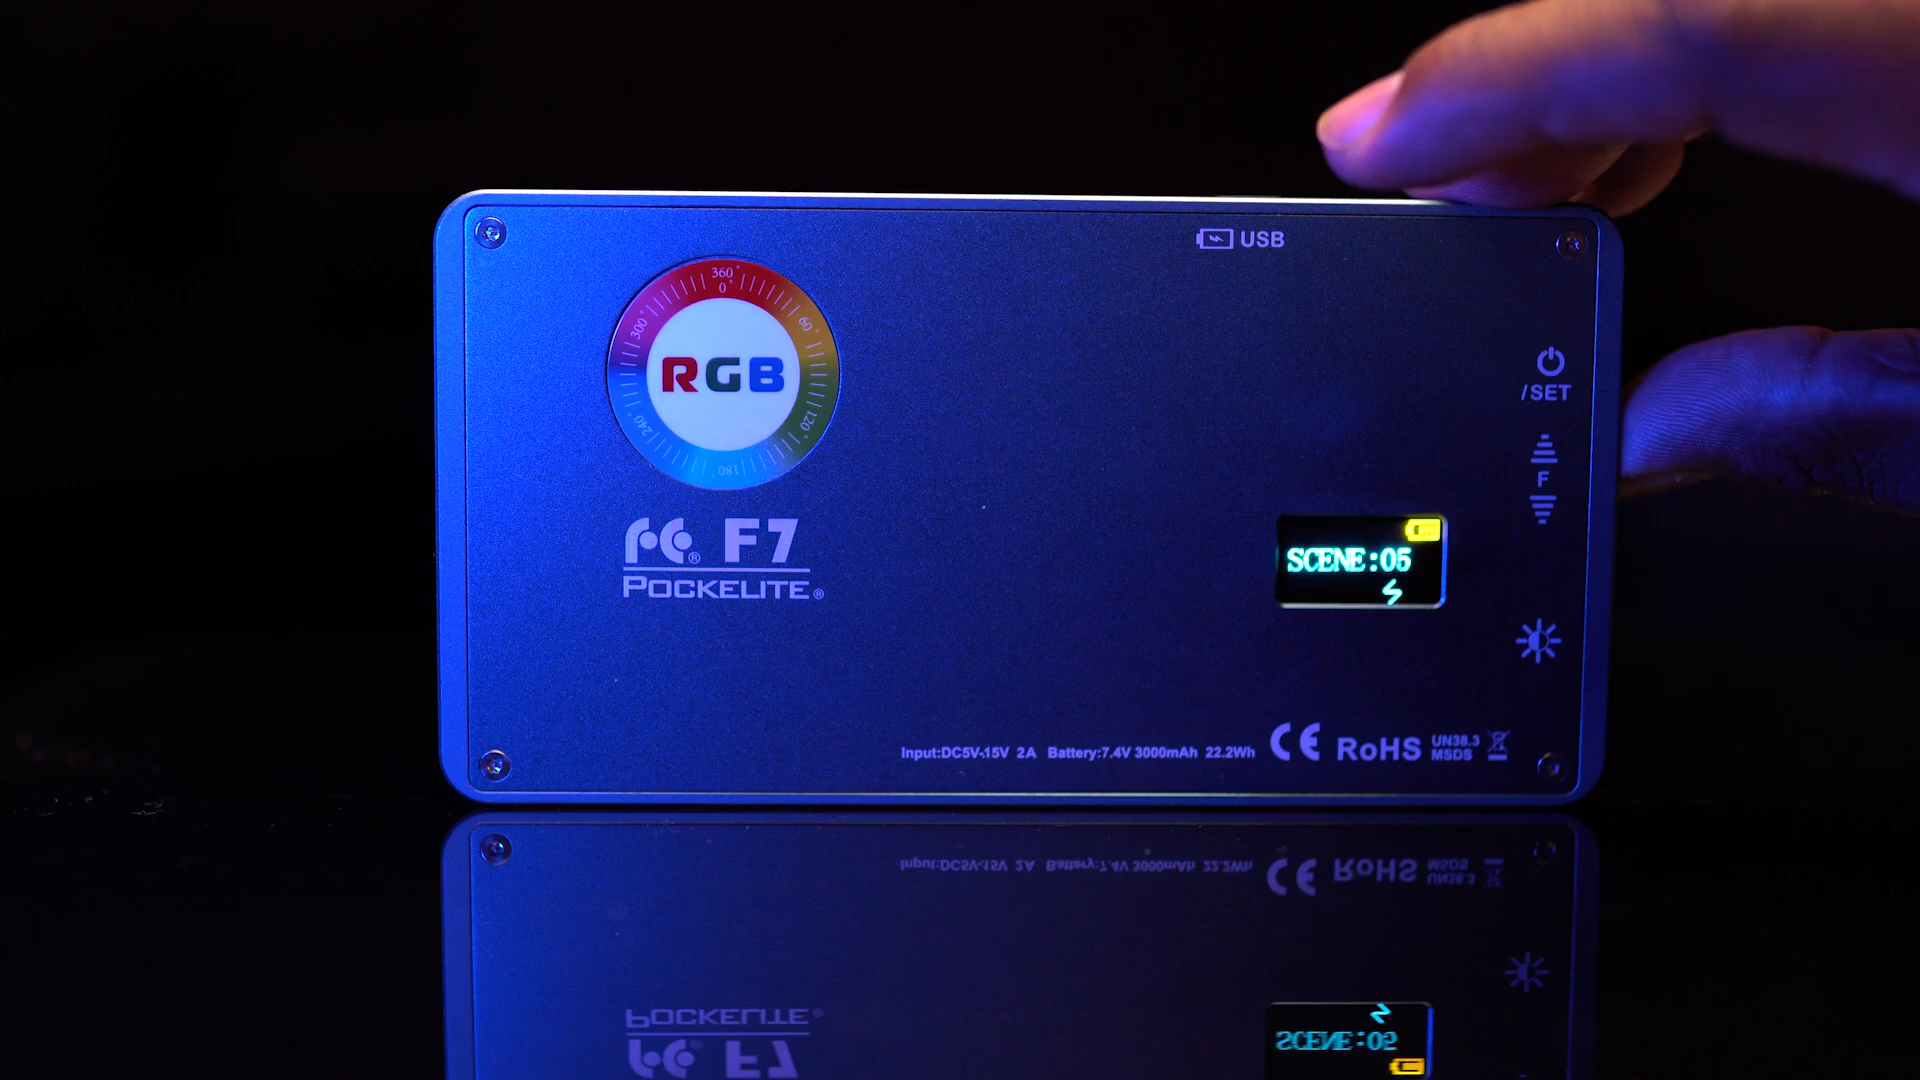 USB
360°
0°
60°
120°
180°
240°
300°
RGB
FC® F7
POCKELITE®
/SET
F
SCENE:05
Input:DC5V-15V 2A Battery:7.4V 3000mAh 22.2Wh
CE RoHS UN38.3
MSDS